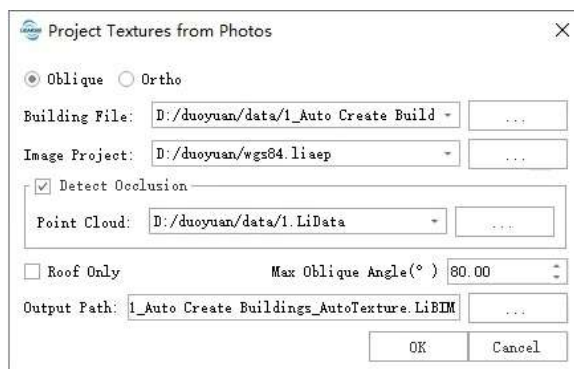 Project Textures from Photos
Oblique Ortho
Building File: D:/duoyuan/data/1_Auto Create Build ...
Image Project: D:/duoyuan/wgs84.liaep ...
Detect Occlusion
Point Cloud: D:/duoyuan/data/1.LiData ...
Roof Only Max Oblique Angle(°) 80.00
Output Path: 1_Auto Create Buildings_AutoTexture.LiBIM ...
OK Cancel